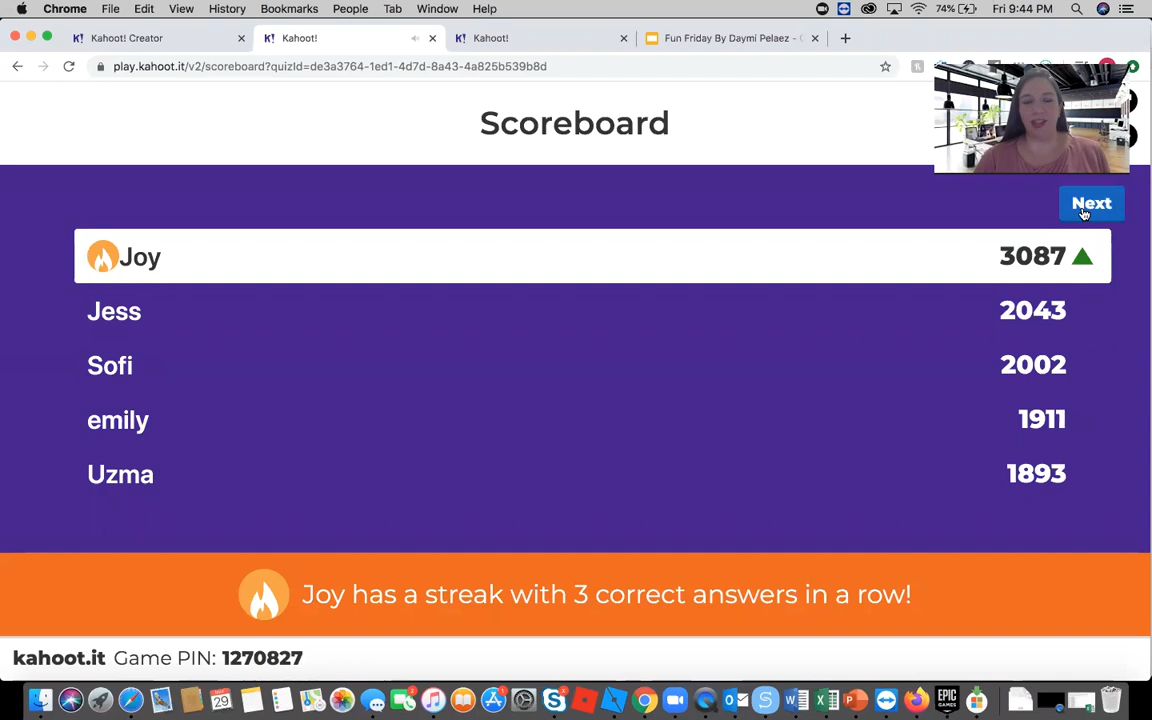 Chrome File Edit View History Bookmarks People Tab Window Help 74% Fri 9:44 PM
K! Kahoot! Creator K! Kahoot! K! Kahoot! Fun Friday By Daymi Pelaez - 
play.kahoot.it/v2/scoreboard?quizId=de3a3764-1ed1-4d7d-8a43-4a825b539b8d
Scoreboard
Next
Joy 3087
Jess 2043
Sofi 2002
emily 1911
Uzma 1893
Joy has a streak with 3 correct answers in a row!
kahoot.it Game PIN: 1270827